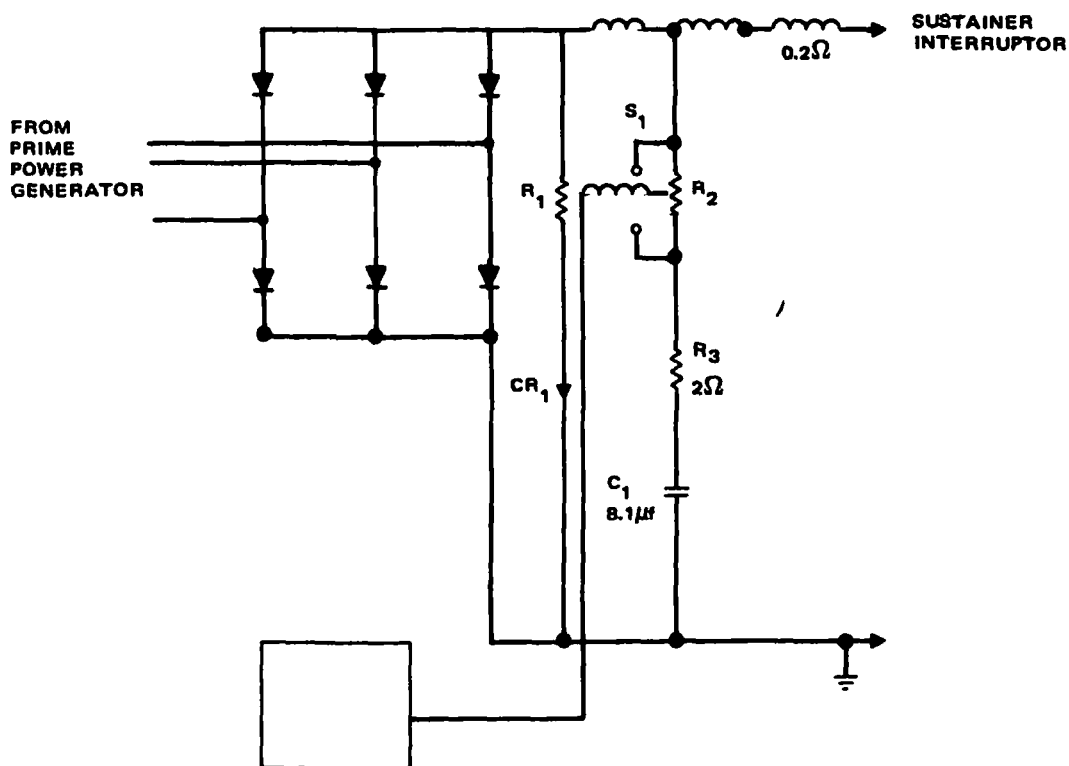 SUSTAINER
INTERRUPTOR
0.2Ω
FROM
PRIME
POWER
GENERATOR
S1
R1
R2
R3
2Ω
CR1
C1
8.1μf